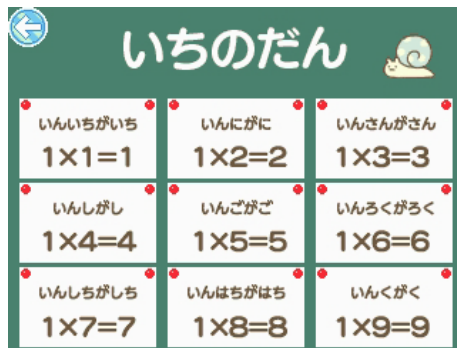 いちのだん
いんいちがいち
1×1=1
いんにがに
1×2=2
いんさんがさん
1×3=3
いんしがし
1×4=4
いんごがご
1×5=5
いんろくがろく
1×6=6
いんしちがしち
1×7=7
いんはちがはち
1×8=8
いんくがく
1×9=9